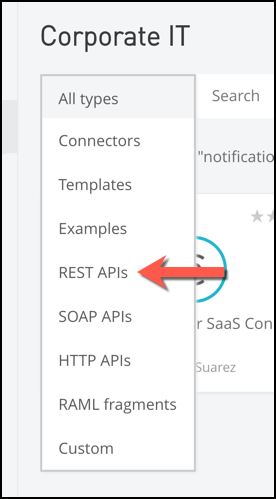 Corporate IT
All types
Search
Connectors
Templates
"notificatio
Examples
REST APIs
SOAP APIs
r SaaS Con
HTTP APIs
Suarez
RAML fragments
Custom